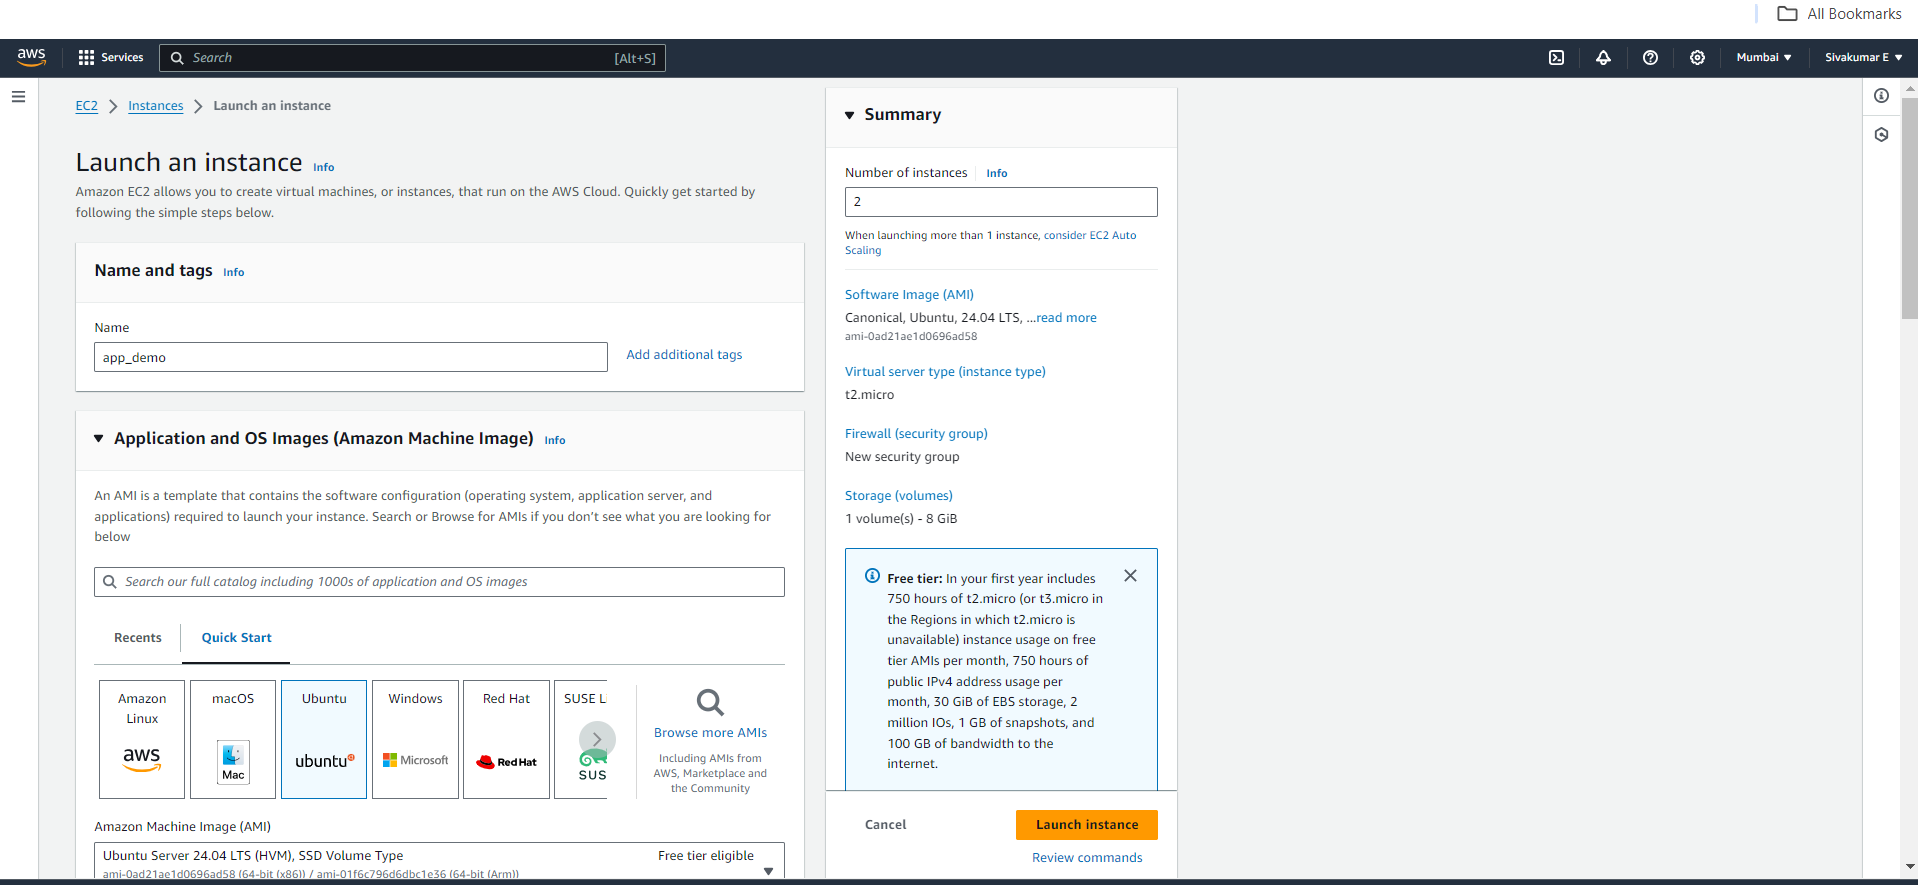 All Bookmarks
aws
Services
Search
[Alt+S]
Mumbai
Sivakumar E
EC2
Instances
Launch an instance
Launch an instance Info
Amazon EC2 allows you to create virtual machines, or instances, that run on the AWS Cloud. Quickly get started by
following the simple steps below.
Name and tags Info
Name
app_demo
Add additional tags
Application and OS Images (Amazon Machine Image) Info
An AMI is a template that contains the software configuration (operating system, application server, and
applications) required to launch your instance. Search or Browse for AMIs if you don’t see what you are looking for
below
Search our full catalog including 1000s of application and OS images
Recents
Quick Start
Amazon
Linux
aws
macOS
Mac
Ubuntu
ubuntu
Windows
Microsoft
Red Hat
Red Hat
SUSE Li
SUS
Browse more AMIs
Including AMIs from
AWS, Marketplace and
the Community
Amazon Machine Image (AMI)
Ubuntu Server 24.04 LTS (HVM), SSD Volume Type
Free tier eligible
ami-0ad21ae1d0696ad58 (64-bit (x86)) / ami-01f6c796d6dbc1e36 (64-bit (Arm))
Summary
Number of instances Info
2
When launching more than 1 instance, consider EC2 Auto
Scaling
Software Image (AMI)
Canonical, Ubuntu, 24.04 LTS, ...read more
ami-0ad21ae1d0696ad58
Virtual server type (instance type)
t2.micro
Firewall (security group)
New security group
Storage (volumes)
1 volume(s) - 8 GiB
Free tier: In your first year includes
750 hours of t2.micro (or t3.micro in
the Regions in which t2.micro is
unavailable) instance usage on free
tier AMIs per month, 750 hours of
public IPv4 address usage per
month, 30 GiB of EBS storage, 2
million IOs, 1 GB of snapshots, and
100 GB of bandwidth to the
internet.
Cancel
Launch instance
Review commands